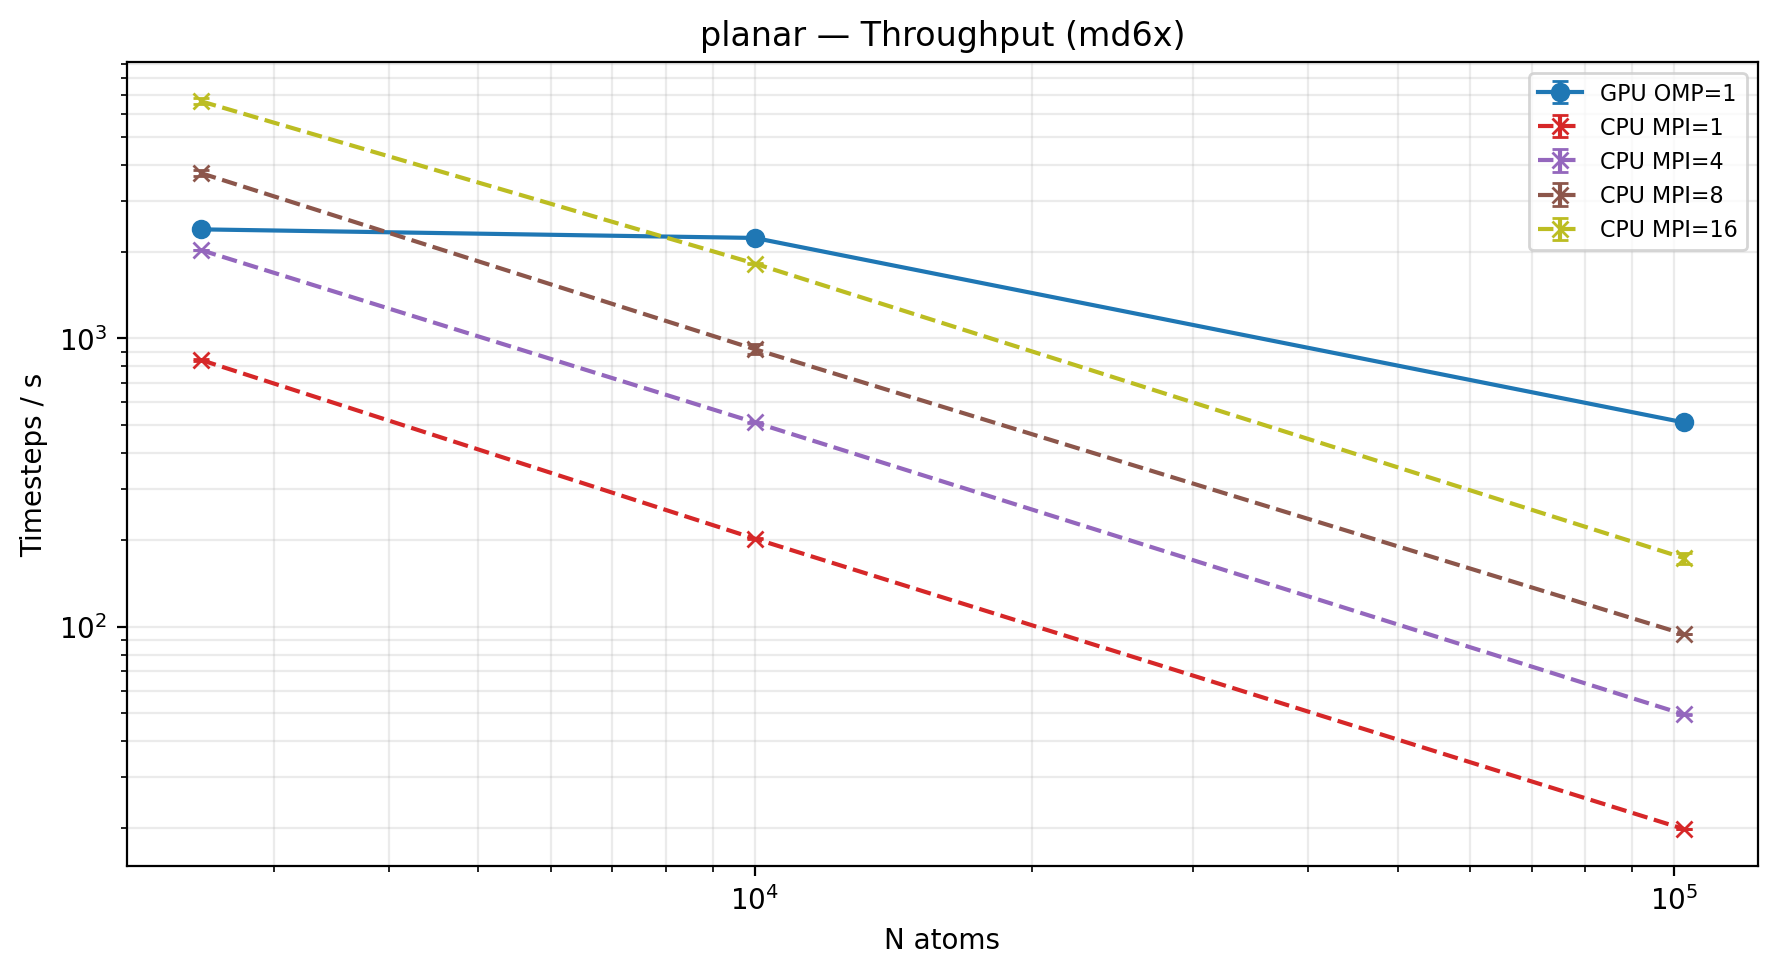 planar — Throughput (md6x)
GPU OMP=1
CPU MPI=1
CPU MPI=4
CPU MPI=8
CPU MPI=16
Timesteps / s
10³
10²
10⁴
10⁵
N atoms